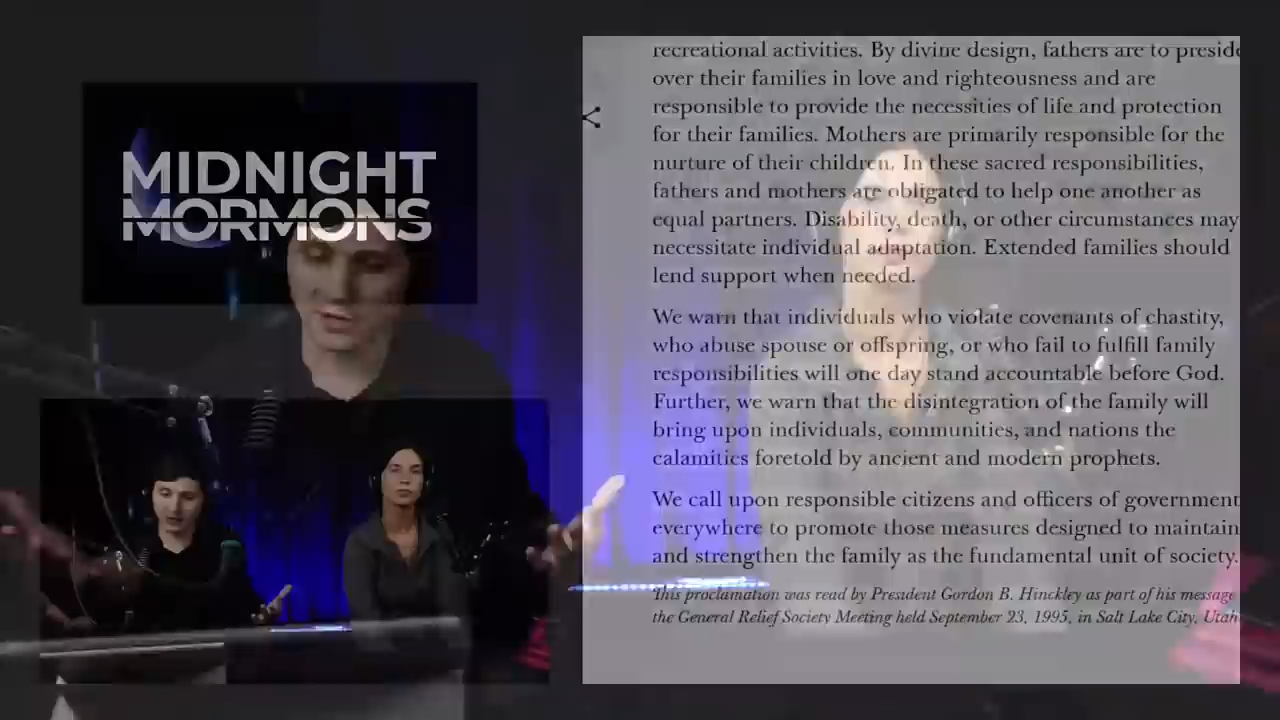 MIDNIGHT
MORMONS
recreational activities. By divine design, fathers are to preside
over their families in love and righteousness and are
responsible to provide the necessities of life and protection
for their families. Mothers are primarily responsible for the
nurture of their children. In these sacred responsibilities,
fathers and mothers are obligated to help one another as
equal partners. Disability, death, or other circumstances may
necessitate individual adaptation. Extended families should
lend support when needed.
We warn that individuals who violate covenants of chastity,
who abuse spouse or offspring, or who fail to fulfill family
responsibilities will one day stand accountable before God.
Further, we warn that the disintegration of the family will
bring upon individuals, communities, and nations the
calamities foretold by ancient and modern prophets.
We call upon responsible citizens and officers of government
everywhere to promote those measures designed to maintain
and strengthen the family as the fundamental unit of society.
This proclamation was read by President Gordon B. Hinckley as part of his message
the General Relief Society Meeting held September 23, 1995, in Salt Lake City, Utah